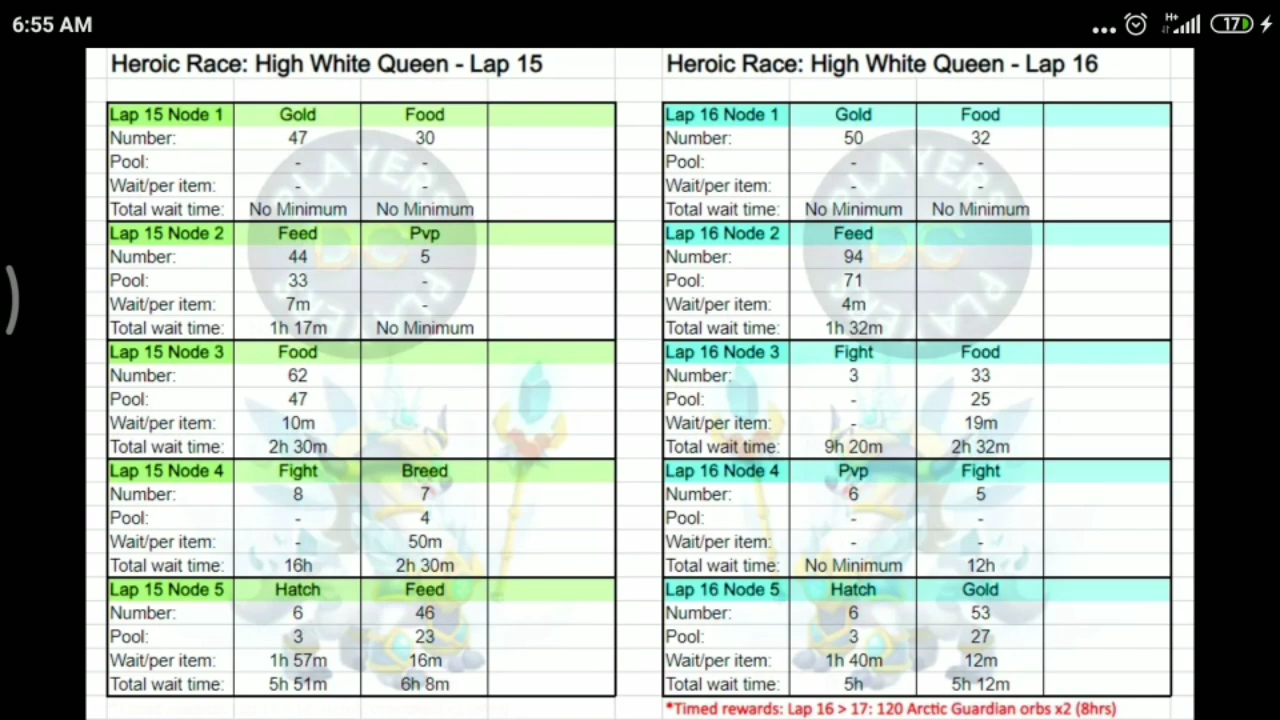 6:55 AM
H+
17
Heroic Race: High White Queen - Lap 15
Lap 15 Node 1 Gold Food
Number: 47 30
Pool: - -
Wait/per item: - -
Total wait time: No Minimum No Minimum
Lap 15 Node 2 Feed Pvp
Number: 44 5
Pool: 33 -
Wait/per item: 7m -
Total wait time: 1h 17m No Minimum
Lap 15 Node 3 Food
Number: 62
Pool: 47
Wait/per item: 10m
Total wait time: 2h 30m
Lap 15 Node 4 Fight Breed
Number: 8 7
Pool: - 4
Wait/per item: - 50m
Total wait time: 16h 2h 30m
Lap 15 Node 5 Hatch Feed
Number: 6 46
Pool: 3 23
Wait/per item: 1h 57m 16m
Total wait time: 5h 51m 6h 8m
PLAYERS
DC
PLAYERS
Heroic Race: High White Queen - Lap 16
Lap 16 Node 1 Gold Food
Number: 50 32
Pool: - -
Wait/per item: - -
Total wait time: No Minimum No Minimum
Lap 16 Node 2 Feed
Number: 94
Pool: 71
Wait/per item: 4m
Total wait time: 1h 32m
Lap 16 Node 3 Fight Food
Number: 3 33
Pool: - 25
Wait/per item: - 19m
Total wait time: 9h 20m 2h 32m
Lap 16 Node 4 Pvp Fight
Number: 6 5
Pool: - -
Wait/per item: - -
Total wait time: No Minimum 12h
Lap 16 Node 5 Hatch Gold
Number: 6 53
Pool: 3 27
Wait/per item: 1h 40m 12m
Total wait time: 5h 5h 12m
PLAYERS
DC
PLAYERS
*Timed rewards: Lap 16 > 17: 120 Arctic Guardian orbs x2 (8hrs)